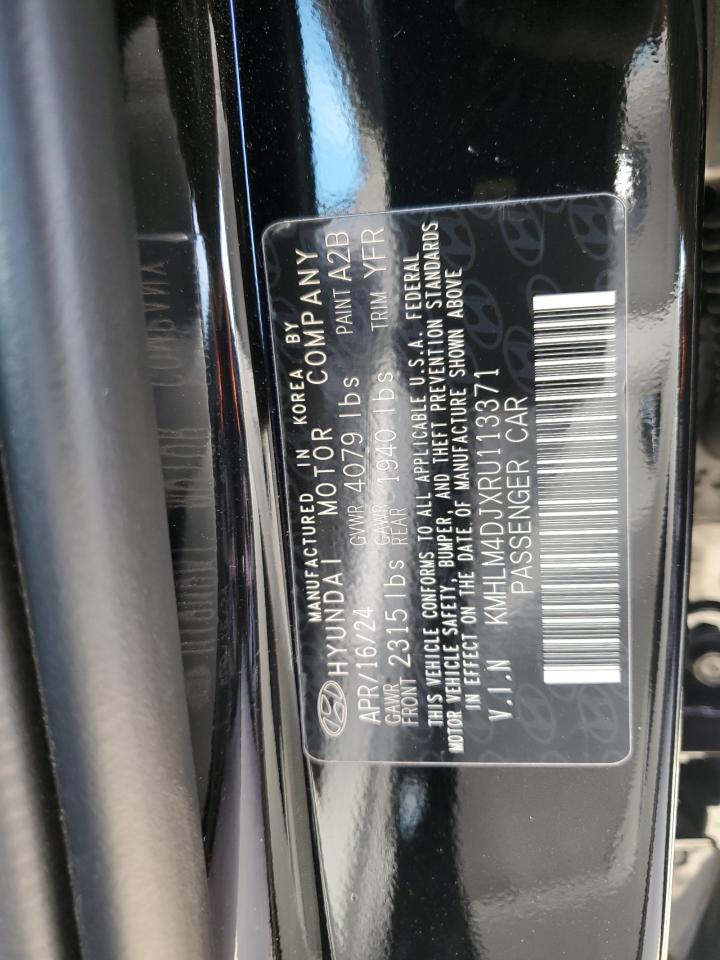 MANUFACTURED IN KOREA BY
HYUNDAI MOTOR COMPANY
APR/16/24 GVWR 4079 lbs PAINT A2B
GAWR FRONT 2315 lbs GAWR REAR 1940 lbs TRIM YFR
THIS VEHICLE CONFORMS TO ALL APPLICABLE U.S.A. FEDERAL
MOTOR VEHICLE SAFETY, BUMPER, AND THEFT PREVENTION STANDARDS
IN EFFECT ON THE DATE OF MANUFACTURE SHOWN ABOVE
V.I.N KMHLM4DJXRU113371
PASSENGER CAR